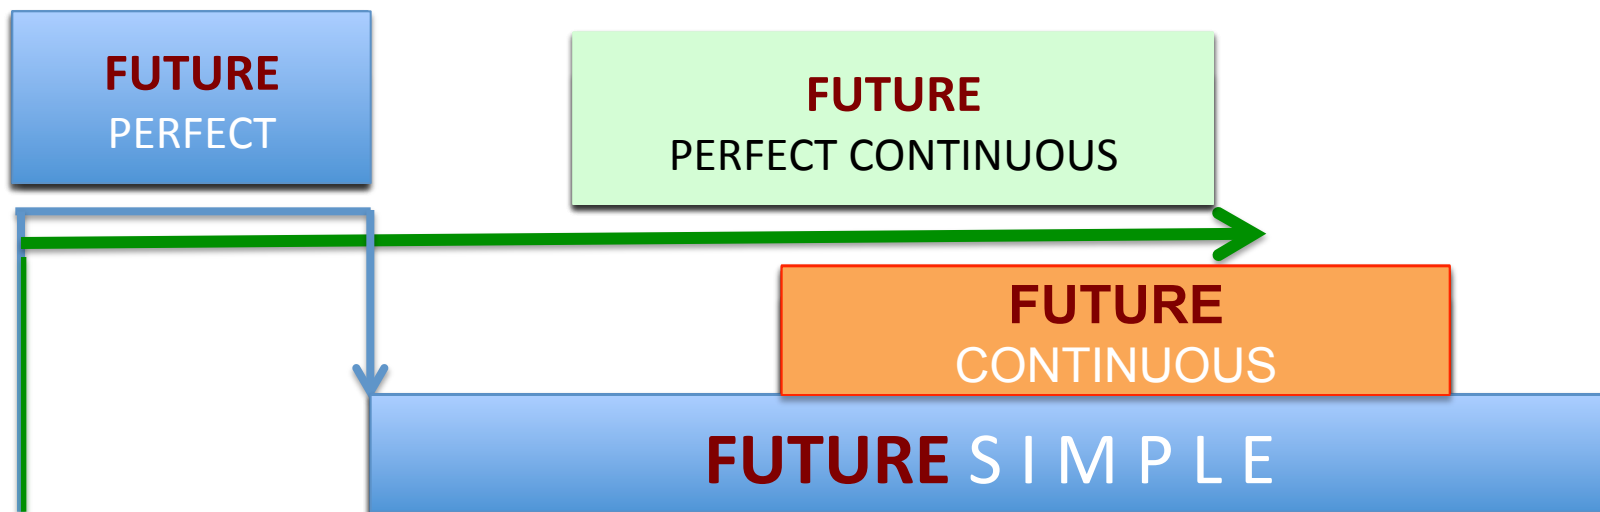 FUTURE
PERFECT
FUTURE
PERFECT CONTINUOUS
FUTURE
CONTINUOUS
FUTURE S I M P L E